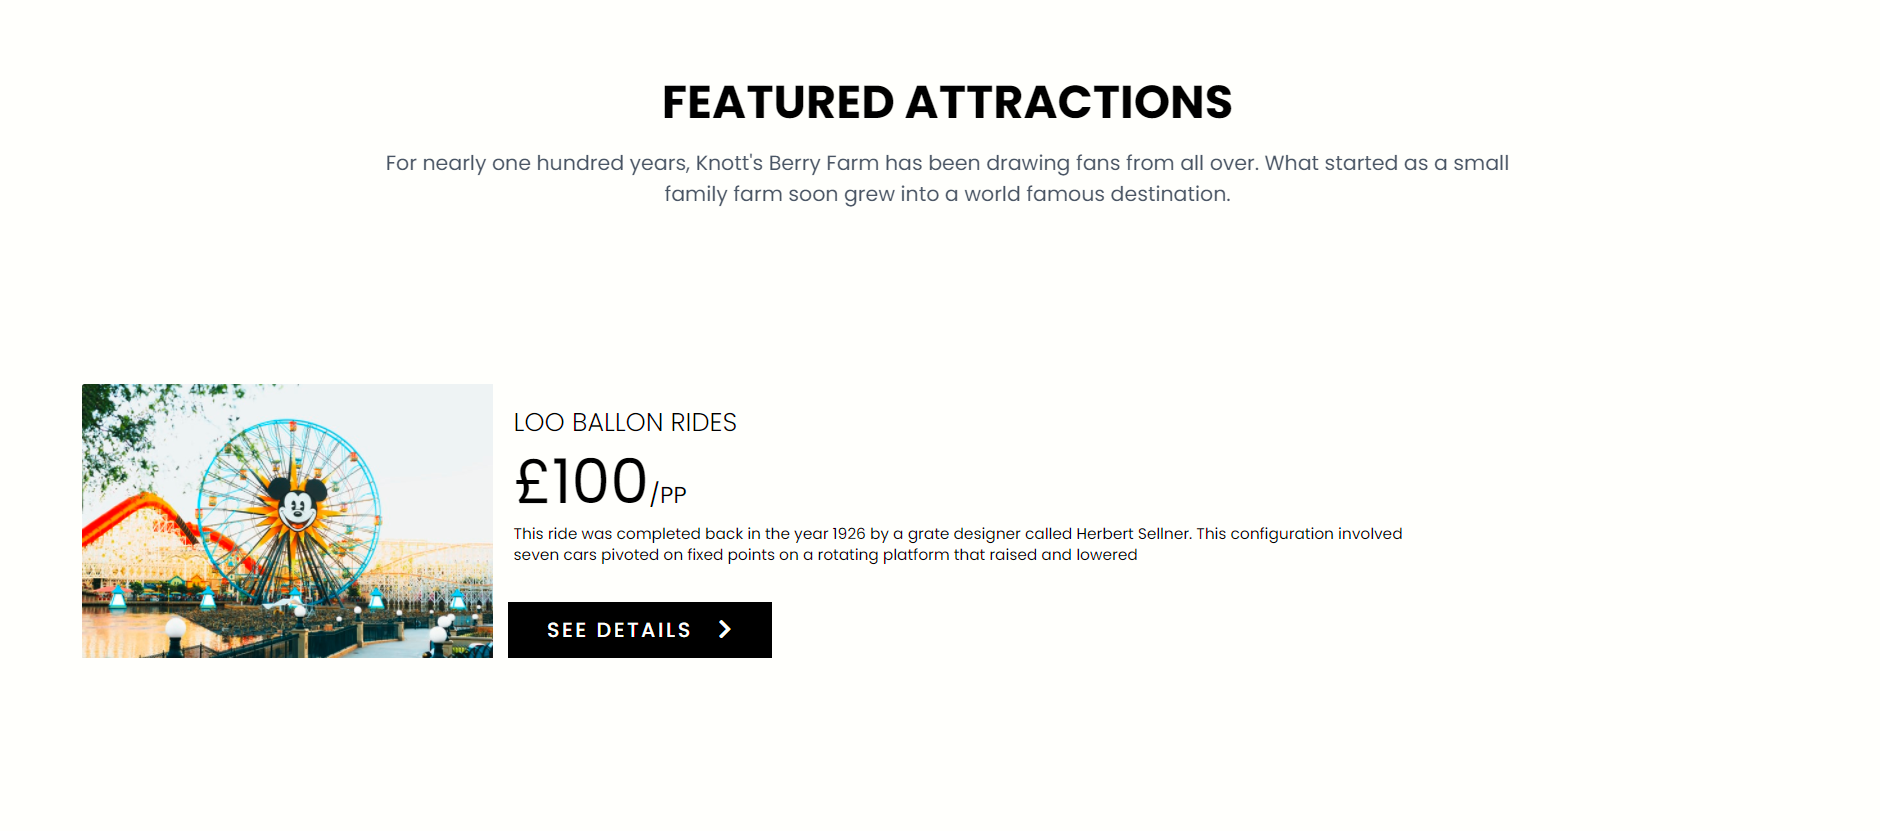 FEATURED ATTRACTIONS
For nearly one hundred years, Knott's Berry Farm has been drawing fans from all over. What started as a small
family farm soon grew into a world famous destination.
LOO BALLON RIDES
£100/PP
This ride was completed back in the year 1926 by a grate designer called Herbert Sellner. This configuration involved
seven cars pivoted on fixed points on a rotating platform that raised and lowered
SEE DETAILS